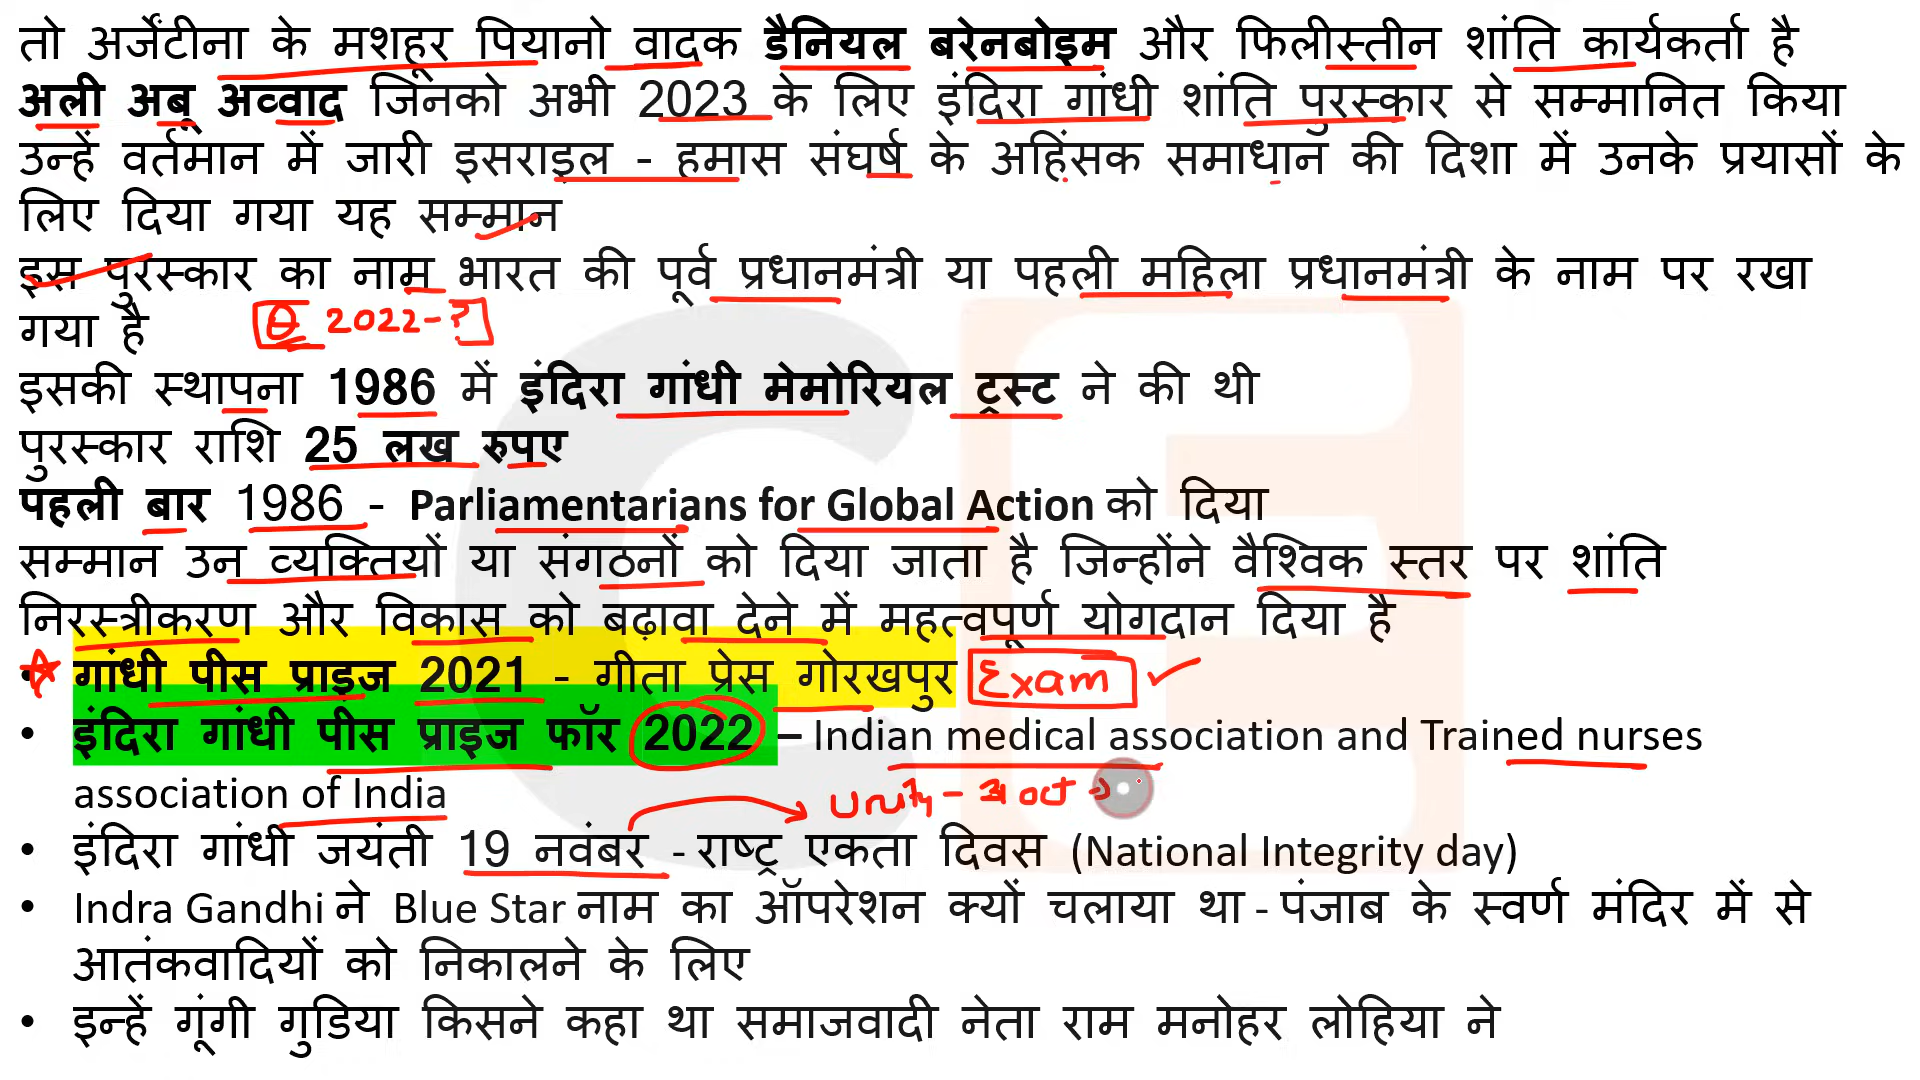 तो अर्जेंटीना के मशहूर पियानो वादक डैनियल बरेनबोइम और फिलीस्तीन शांति कार्यकर्ता है
अली अबू अव्वाद जिनको अभी 2023 के लिए इंदिरा गांधी शांति पुरस्कार से सम्मानित किया
उन्हें वर्तमान में जारी इसराइल - हमास संघर्ष के अहिंसक समाधान की दिशा में उनके प्रयासों के
लिए दिया गया यह सम्मान
इस पुरस्कार का नाम भारत की पूर्व प्रधानमंत्री या पहली महिला प्रधानमंत्री के नाम पर रखा
गया है
Q 2022-?
इसकी स्थापना 1986 में इंदिरा गांधी मेमोरियल ट्रस्ट ने की थी
पुरस्कार राशि 25 लख रुपए
पहली बार 1986 - Parliamentarians for Global Action को दिया
सम्मान उन व्यक्तियों या संगठनों को दिया जाता है जिन्होंने वैश्विक स्तर पर शांति
निरस्त्रीकरण और विकास को बढ़ावा देने में महत्वपूर्ण योगदान दिया है
• गांधी पीस प्राइज 2021 - गीता प्रेस गोरखपुर Exam
• इंदिरा गांधी पीस प्राइज फॉर 2022 – Indian medical association and Trained nurses
association of India
Unity - 31 oct
• इंदिरा गांधी जयंती 19 नवंबर - राष्ट्र एकता दिवस (National Integrity day)
• Indra Gandhi ने Blue Star नाम का ऑपरेशन क्यों चलाया था - पंजाब के स्वर्ण मंदिर में से
आतंकवादियों को निकालने के लिए
• इन्हें गूंगी गुडिया किसने कहा था समाजवादी नेता राम मनोहर लोहिया ने